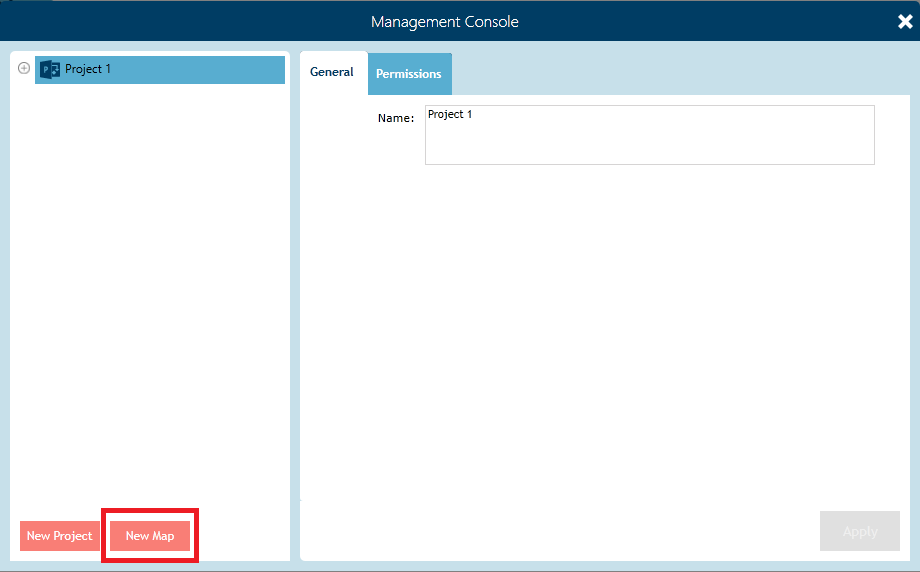 Management Console
Project 1
General
Permissions
Name:
Project 1
New Project
New Map
Apply